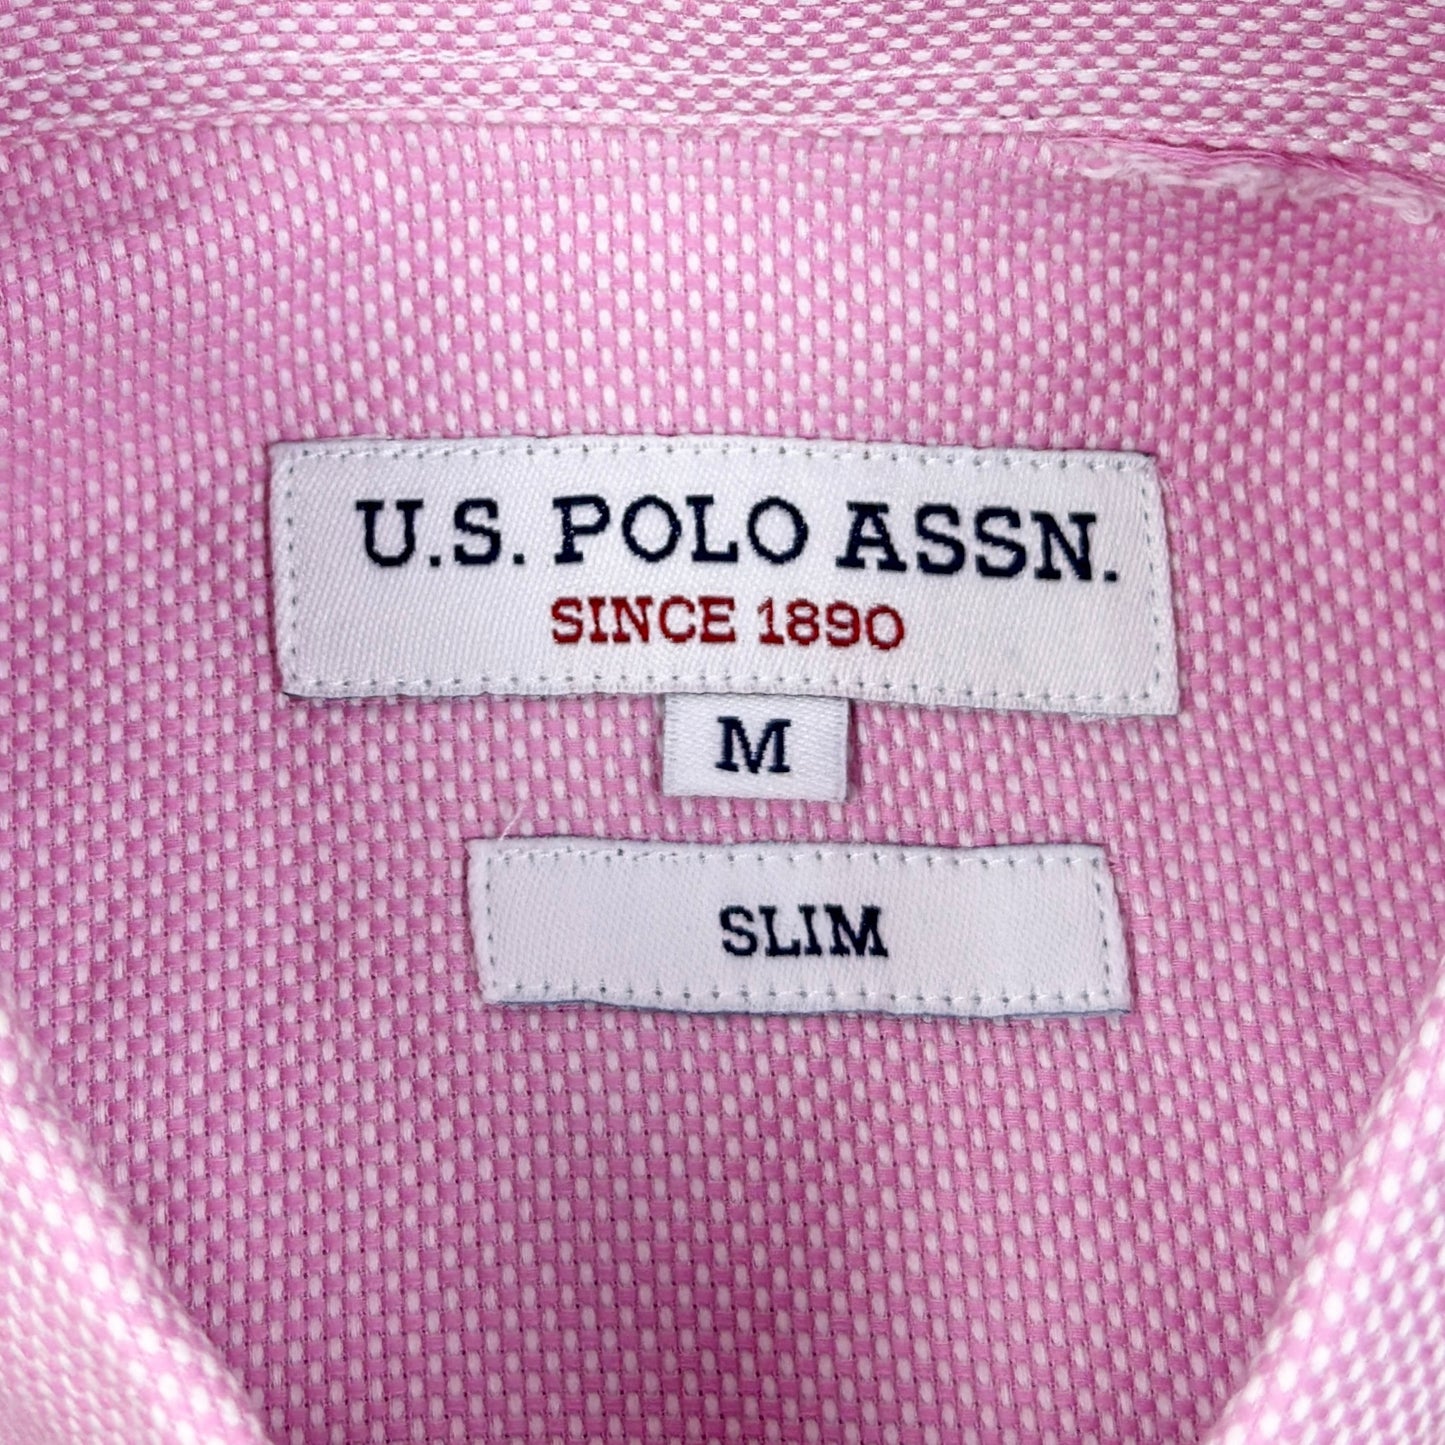 U.S. POLO ASSN.
SINCE 1890
M
SLIM